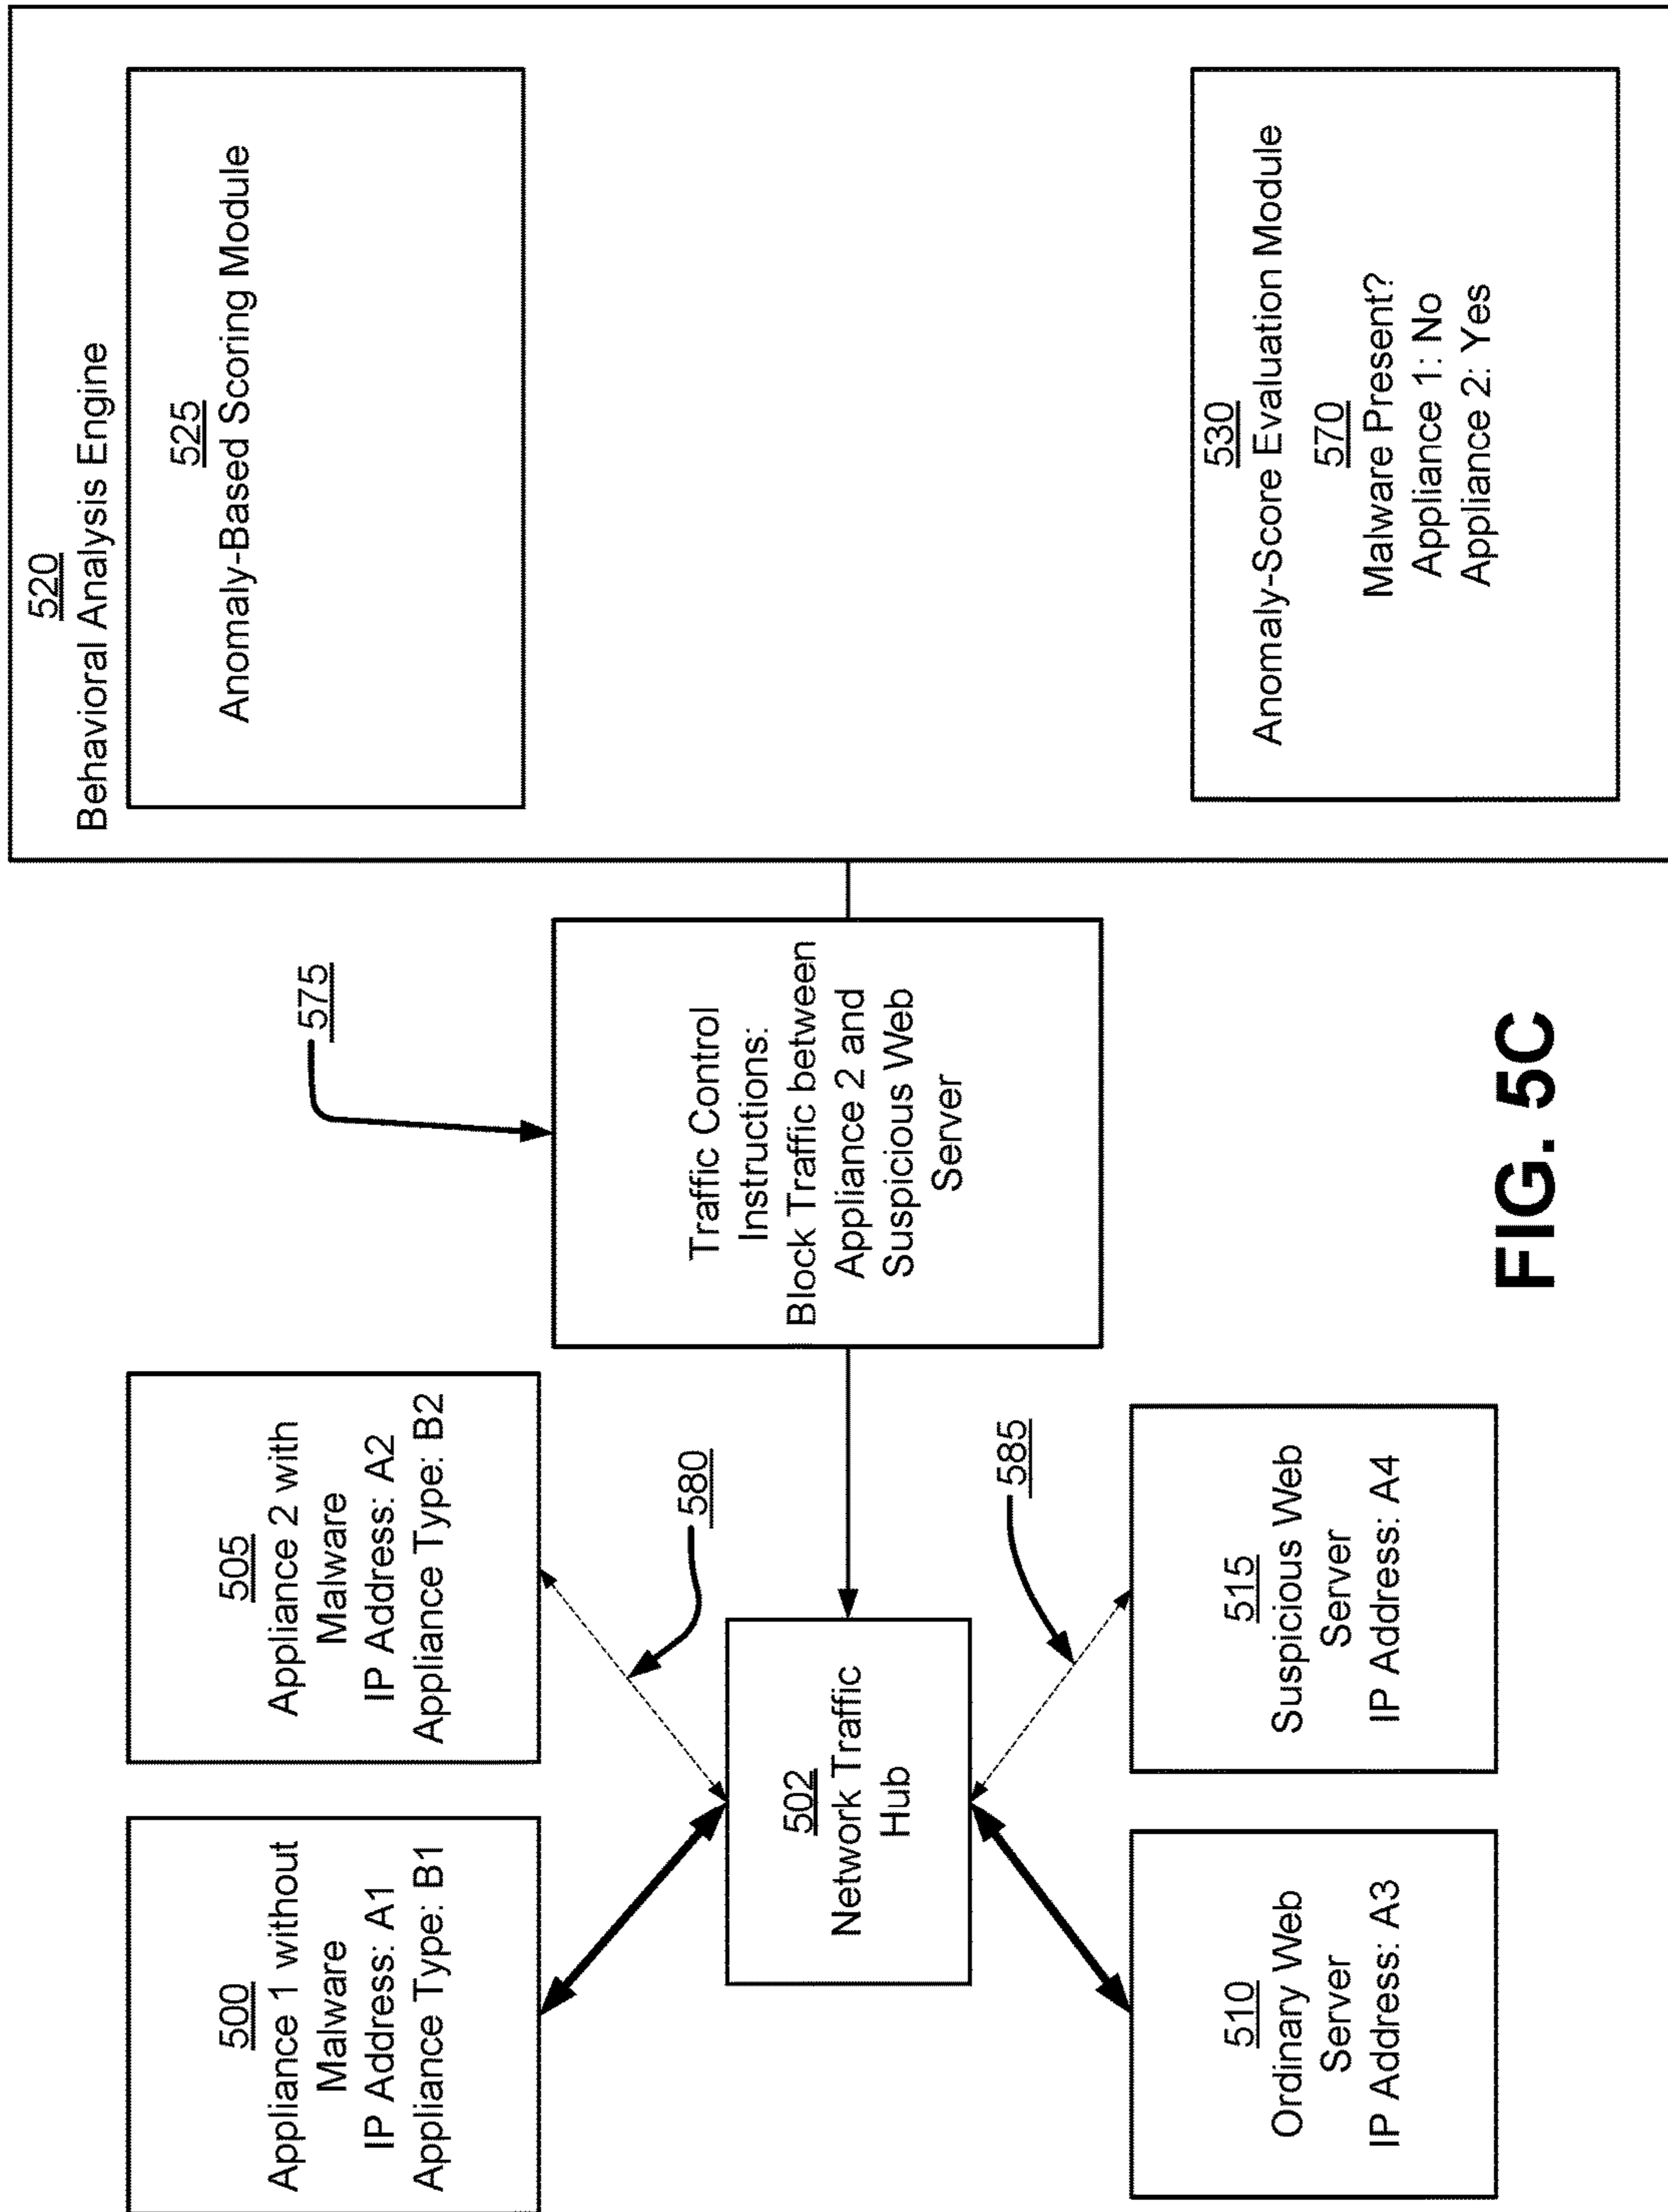 500
Appliance 1 without
Malware
IP Address: A1
Appliance Type: B1
505
Appliance 2 with
Malware
IP Address: A2
Appliance Type: B2
580
502
Network Traffic
Hub
510
Ordinary Web
Server
IP Address: A3
515
Suspicious Web
Server
IP Address: A4
585
575
Traffic Control
Instructions:
Block Traffic between
Appliance 2 and
Suspicious Web
Server
520
Behavioral Analysis Engine
525
Anomaly-Based Scoring Module
530
Anomaly-Score Evaluation Module
570
Malware Present?
Appliance 1: No
Appliance 2: Yes
FIG. 5C